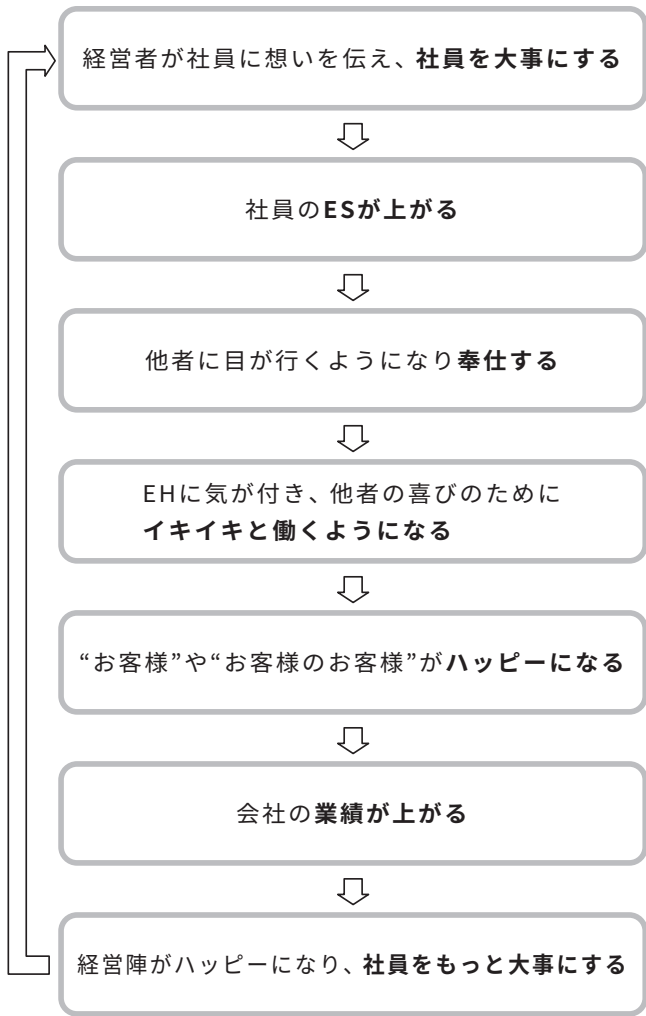 経営者が社員に想いを伝え、社員を大事にする
社員のESが上がる
他者に目が行くようになり奉仕する
EHに気が付き、他者の喜びのために
イキイキと働くようになる
“お客様”や“お客様のお客様”がハッピーになる
会社の業績が上がる
経営陣がハッピーになり、社員をもっと大事にする